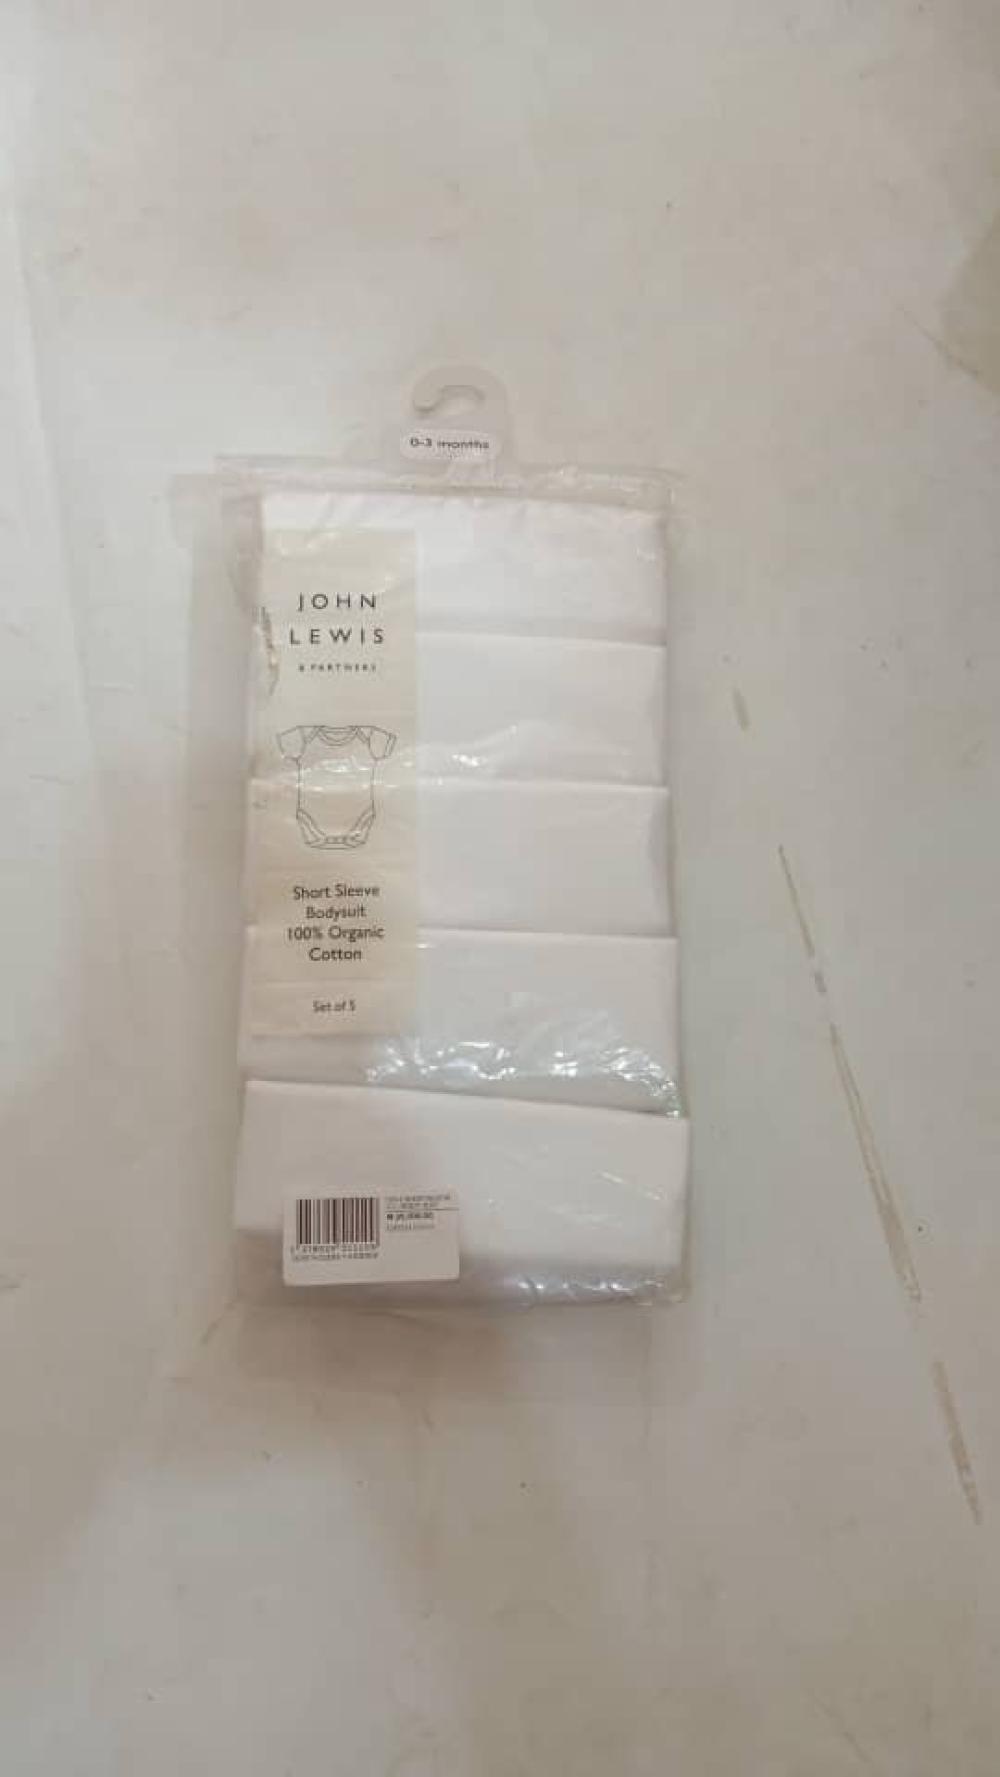 0-3 months
JOHN
LEWIS
& PARTNERS
Short Sleeve
Bodysuit
100% Organic
Cotton
Set of 5